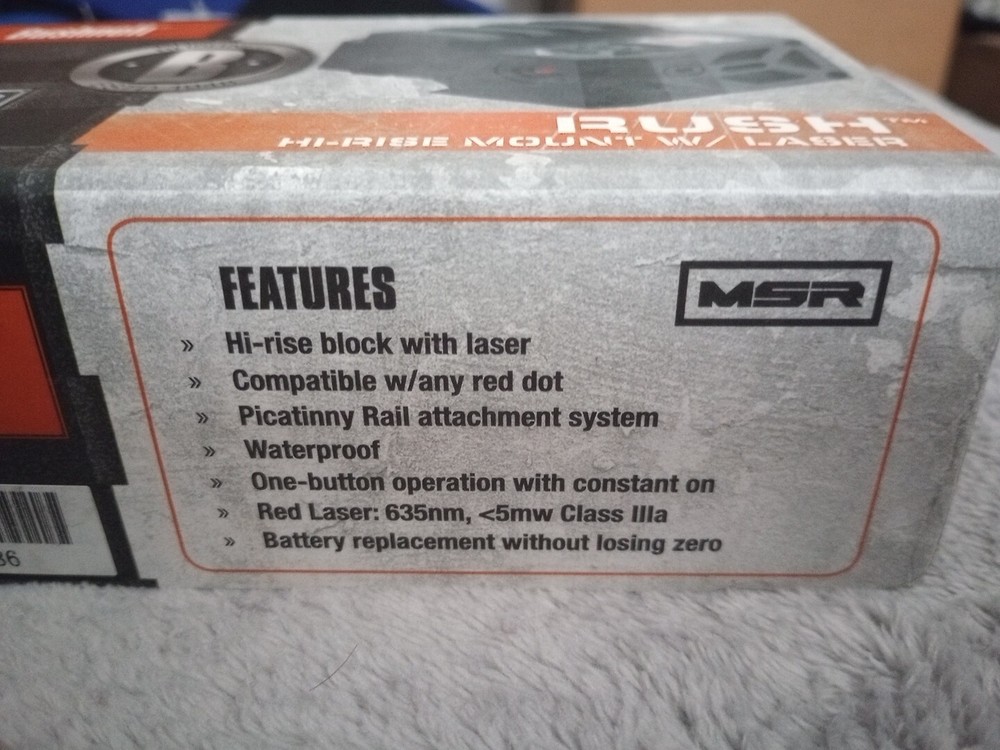 Bushnell
B
RUSH™
HI-RISE MOUNT W/ LASER
FEATURES
MSR
» Hi-rise block with laser
» Compatible w/any red dot
» Picatinny Rail attachment system
» Waterproof
» One-button operation with constant on
» Red Laser: 635nm, <5mw Class IIIa
» Battery replacement without losing zero
36